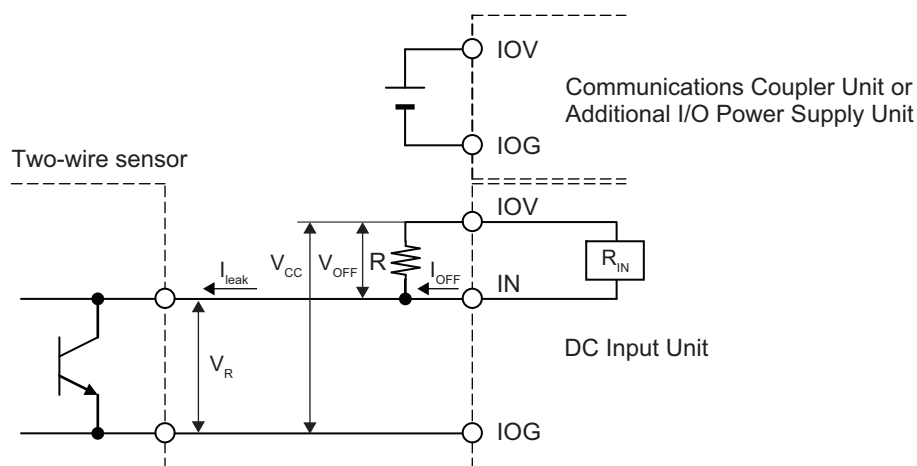 IOV
Communications Coupler Unit or
Additional I/O Power Supply Unit
IOG
Two-wire sensor
IOV
I_leak
V_CC
V_OFF
R
I_OFF
R_IN
IN
V_R
DC Input Unit
IOG